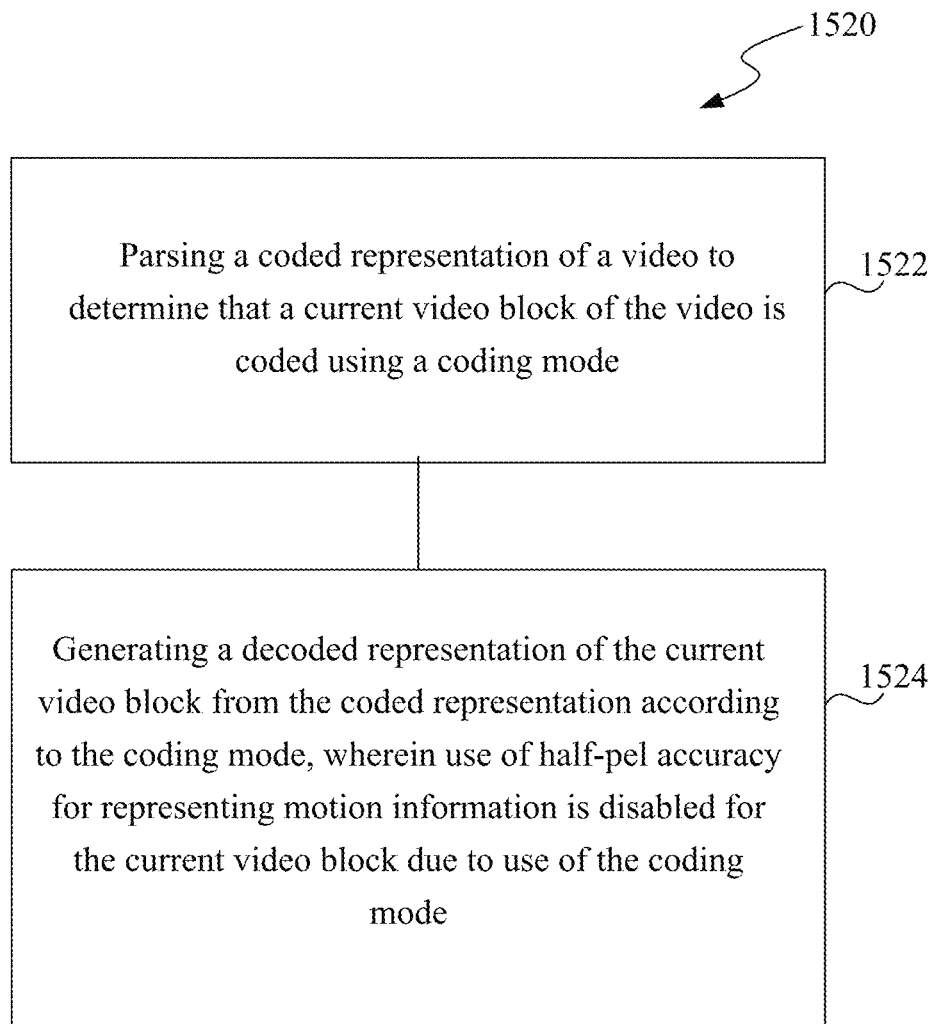 1520
Parsing a coded representation of a video to
determine that a current video block of the video is
coded using a coding mode
1522
Generating a decoded representation of the current
video block from the coded representation according
to the coding mode, wherein use of half-pel accuracy
for representing motion information is disabled for
the current video block due to use of the coding
mode
1524